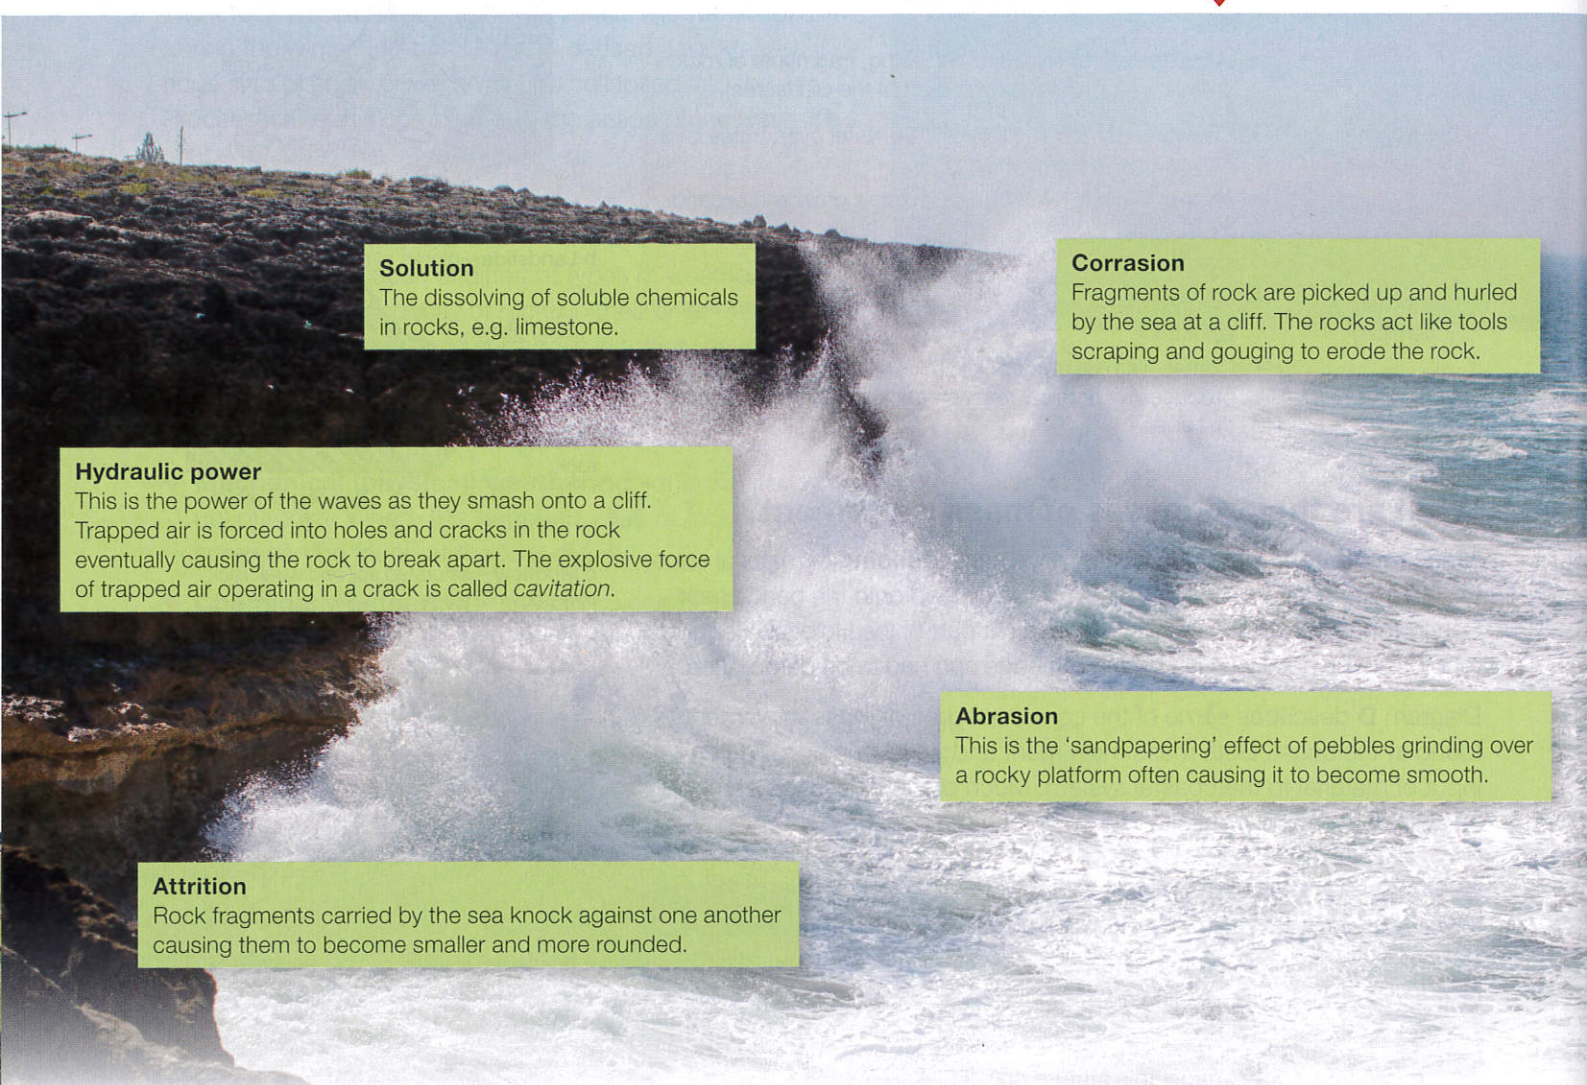 Solution
The dissolving of soluble chemicals
in rocks, e.g. limestone.
Corrasion
Fragments of rock are picked up and hurled
by the sea at a cliff. The rocks act like tools
scraping and gouging to erode the rock.
Hydraulic power
This is the power of the waves as they smash onto a cliff.
Trapped air is forced into holes and cracks in the rock
eventually causing the rock to break apart. The explosive force
of trapped air operating in a crack is called cavitation.
Abrasion
This is the ‘sandpapering’ effect of pebbles grinding over
a rocky platform often causing it to become smooth.
Attrition
Rock fragments carried by the sea knock against one another
causing them to become smaller and more rounded.